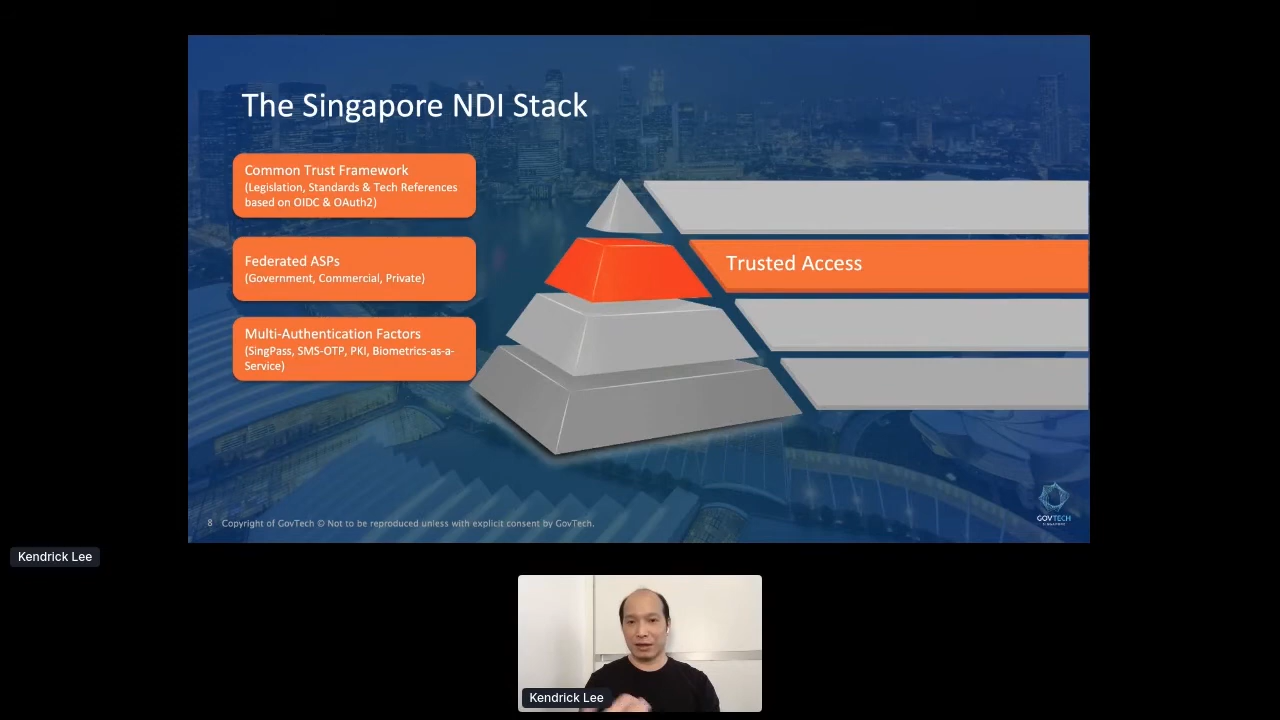 The Singapore NDI Stack
Common Trust Framework
(Legislation, Standards & Tech References
based on OIDC & OAuth2)
Federated ASPs
(Government, Commercial, Private)
Multi-Authentication Factors
(SingPass, SMS-OTP, PKI, Biometrics-as-a-
Service)
Trusted Access
8 Copyright of GovTech © Not to be reproduced unless with explicit consent by GovTech.
GOVTECH
SINGAPORE
Kendrick Lee
Kendrick Lee